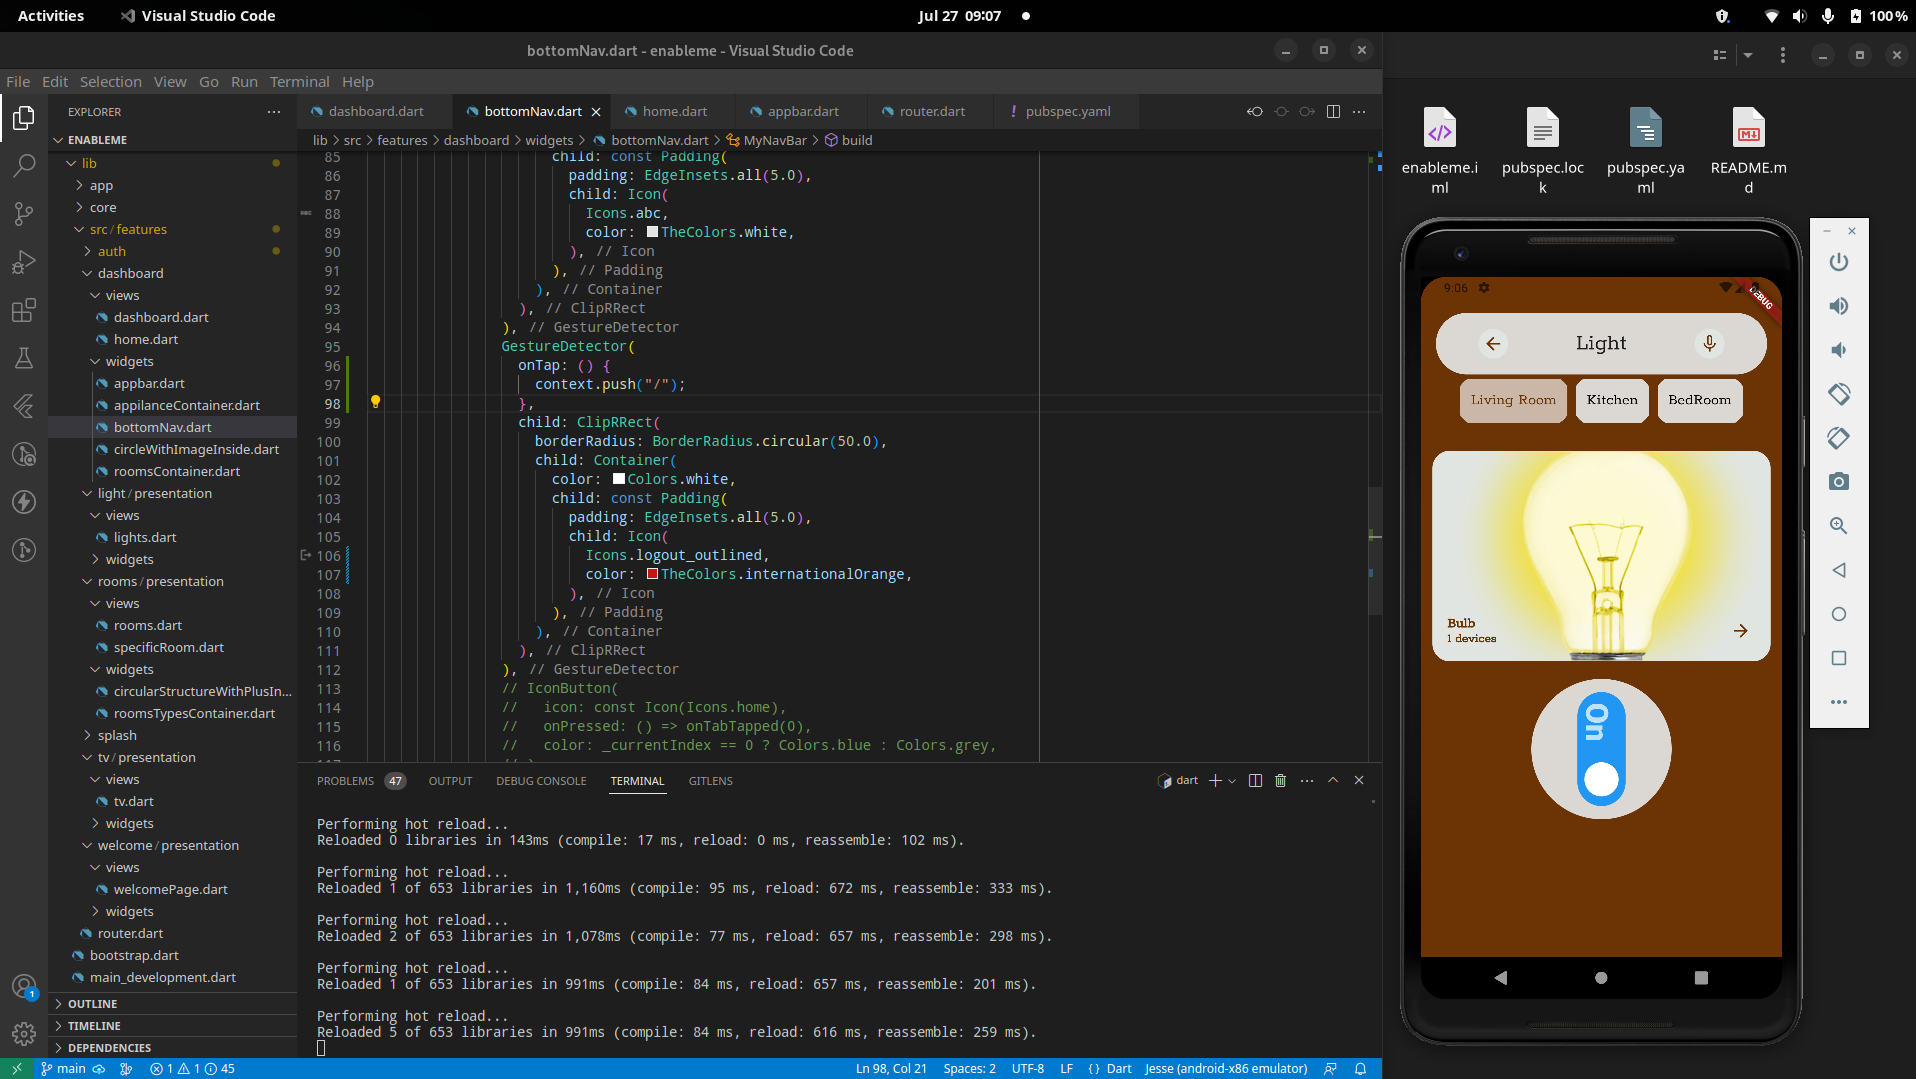 Activities
Visual Studio Code
Jul 27 09:07
100 %
bottomNav.dart - enableme - Visual Studio Code
File Edit Selection View Go Run Terminal Help
EXPLORER
dashboard.dart
bottomNav.dart
home.dart
appbar.dart
router.dart
! pubspec.yaml
ENABLEME
lib > src > features > dashboard > widgets > bottomNav.dart > MyNavBar > build
lib
app
core
src / features
auth
dashboard
views
dashboard.dart
home.dart
widgets
appbar.dart
appilanceContainer.dart
bottomNav.dart
circleWithImageInside.dart
roomsContainer.dart
light / presentation
views
lights.dart
widgets
rooms / presentation
views
rooms.dart
specificRoom.dart
widgets
circularStructureWithPlusIn...
roomsTypesContainer.dart
splash
tv / presentation
views
tv.dart
widgets
welcome / presentation
views
welcomePage.dart
widgets
router.dart
bootstrap.dart
main_development.dart
OUTLINE
TIMELINE
DEPENDENCIES
85 child: const Padding(
86 padding: EdgeInsets.all(5.0),
87 child: Icon(
88 Icons.abc,
89 color: TheColors.white,
90 ), // Icon
91 ), // Padding
92 ), // Container
93 ), // ClipRRect
94 ), // GestureDetector
95 GestureDetector(
96 onTap: () {
97 context.push("/");
98 },
99 child: ClipRRect(
100 borderRadius: BorderRadius.circular(50.0),
101 child: Container(
102 color: Colors.white,
103 child: const Padding(
104 padding: EdgeInsets.all(5.0),
105 child: Icon(
106 Icons.logout_outlined,
107 color: TheColors.internationalOrange,
108 ), // Icon
109 ), // Padding
110 ), // Container
111 ), // ClipRRect
112 ), // GestureDetector
113 // IconButton(
114 // icon: const Icon(Icons.home),
115 // onPressed: () => onTabTapped(0),
116 // color: _currentIndex == 0 ? Colors.blue : Colors.grey,
PROBLEMS 47 OUTPUT DEBUG CONSOLE TERMINAL GITLENS
dart
Performing hot reload...
Reloaded 0 libraries in 143ms (compile: 17 ms, reload: 0 ms, reassemble: 102 ms).
Performing hot reload...
Reloaded 1 of 653 libraries in 1,160ms (compile: 95 ms, reload: 672 ms, reassemble: 333 ms).
Performing hot reload...
Reloaded 2 of 653 libraries in 1,078ms (compile: 77 ms, reload: 657 ms, reassemble: 298 ms).
Performing hot reload...
Reloaded 1 of 653 libraries in 991ms (compile: 84 ms, reload: 657 ms, reassemble: 201 ms).
Performing hot reload...
Reloaded 5 of 653 libraries in 991ms (compile: 84 ms, reload: 616 ms, reassemble: 259 ms).
1
main
1 1 45
Ln 98, Col 21
Spaces: 2
UTF-8
LF
{ } Dart
Jesse (android-x86 emulator)
enableme.i
ml
pubspec.loc
k
pubspec.ya
ml
README.m
d
9:06
DEBUG
Light
Living Room
Kitchen
BedRoom
Bulb
1 devices
On